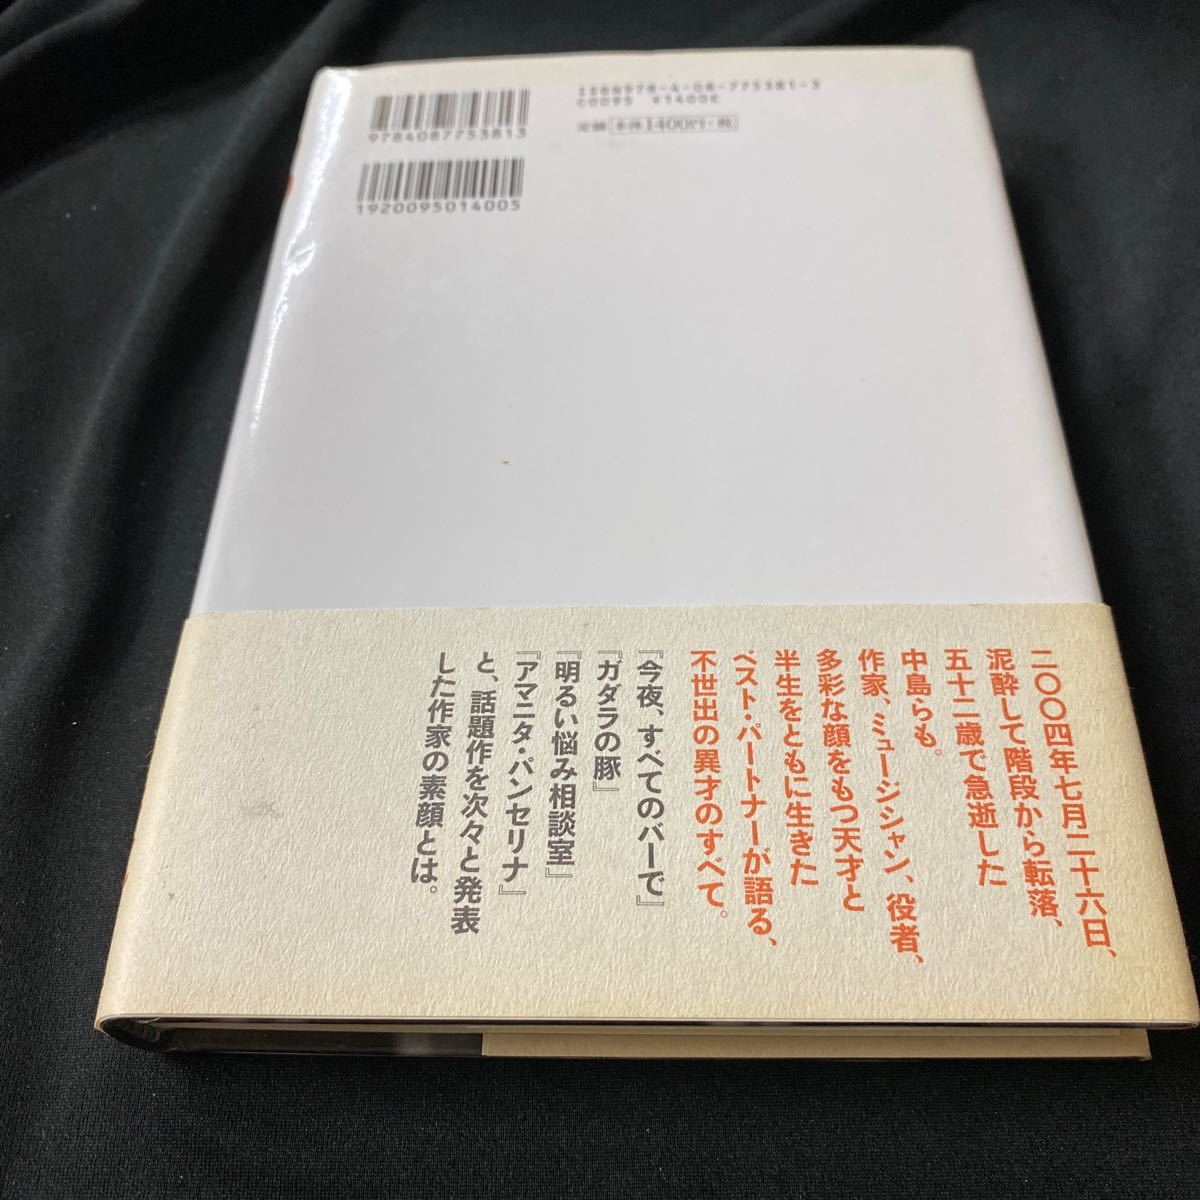 9784087753813
ISBN978-4-08-775381-3
C0095 ¥1400E
定価 本体1400円+税
1920095014005
二〇〇四年七月二十六日、
泥酔して階段から転落、
五十二歳で急逝した
中島らも。
作家、ミュージシャン、役者、
多彩な顔をもつ天才と
半生をともに生きた
ベスト・パートナーが語る、
不世出の異才のすべて。
『今夜、すべてのバーで』
『ガダラの豚』
『明るい悩み相談室』
『アマニタ・パンセリナ』
と、話題作を次々と発表
した作家の素顔とは。